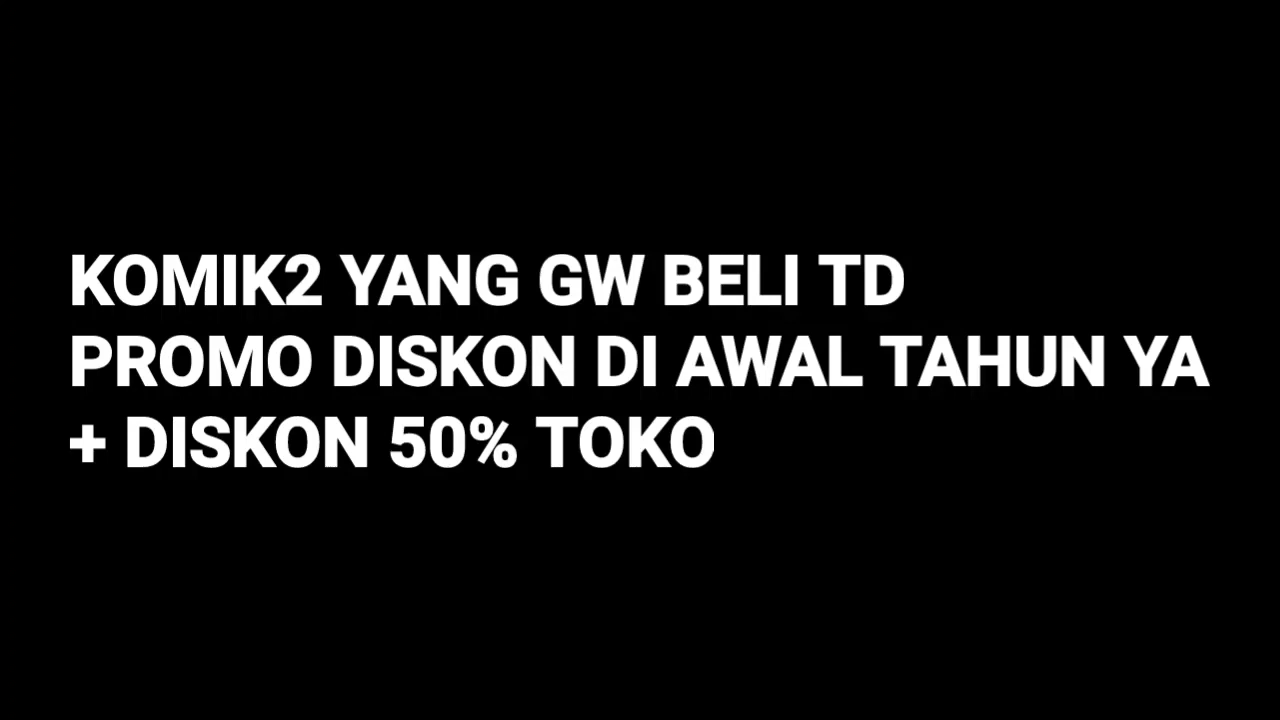 KOMIK2 YANG GW BELI TD
PROMO DISKON DI AWAL TAHUN YA
+ DISKON 50% TOKO